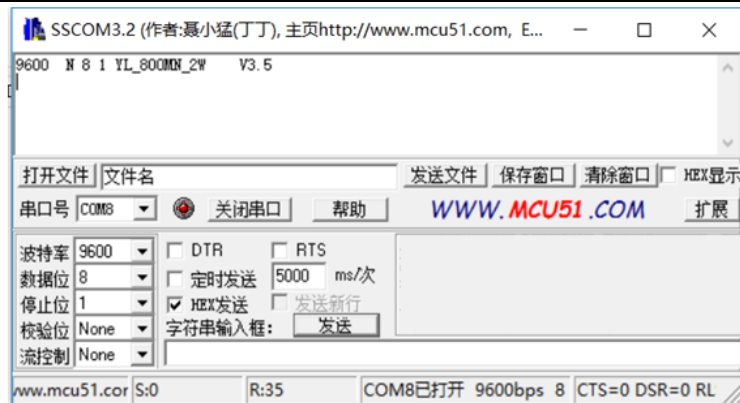 SSCOM3.2 (作者:聂小猛(丁丁), 主页http://www.mcu51.com, E...
9600 N 8 1 YL_800MN_2W V3.5
打开文件 文件名 发送文件 保存窗口 清除窗口 HEX显示
串口号 COM8 关闭串口 帮助 WWW.MCU51.COM 扩展
波特率 9600 DTR RTS
数据位 8 定时发送 5000 ms/次
停止位 1 HEX发送 发送新行
校验位 None 字符串输入框: 发送
流控制 None
www.mcu51.cor S:0 R:35 COM8已打开 9600bps 8 CTS=0 DSR=0 RL